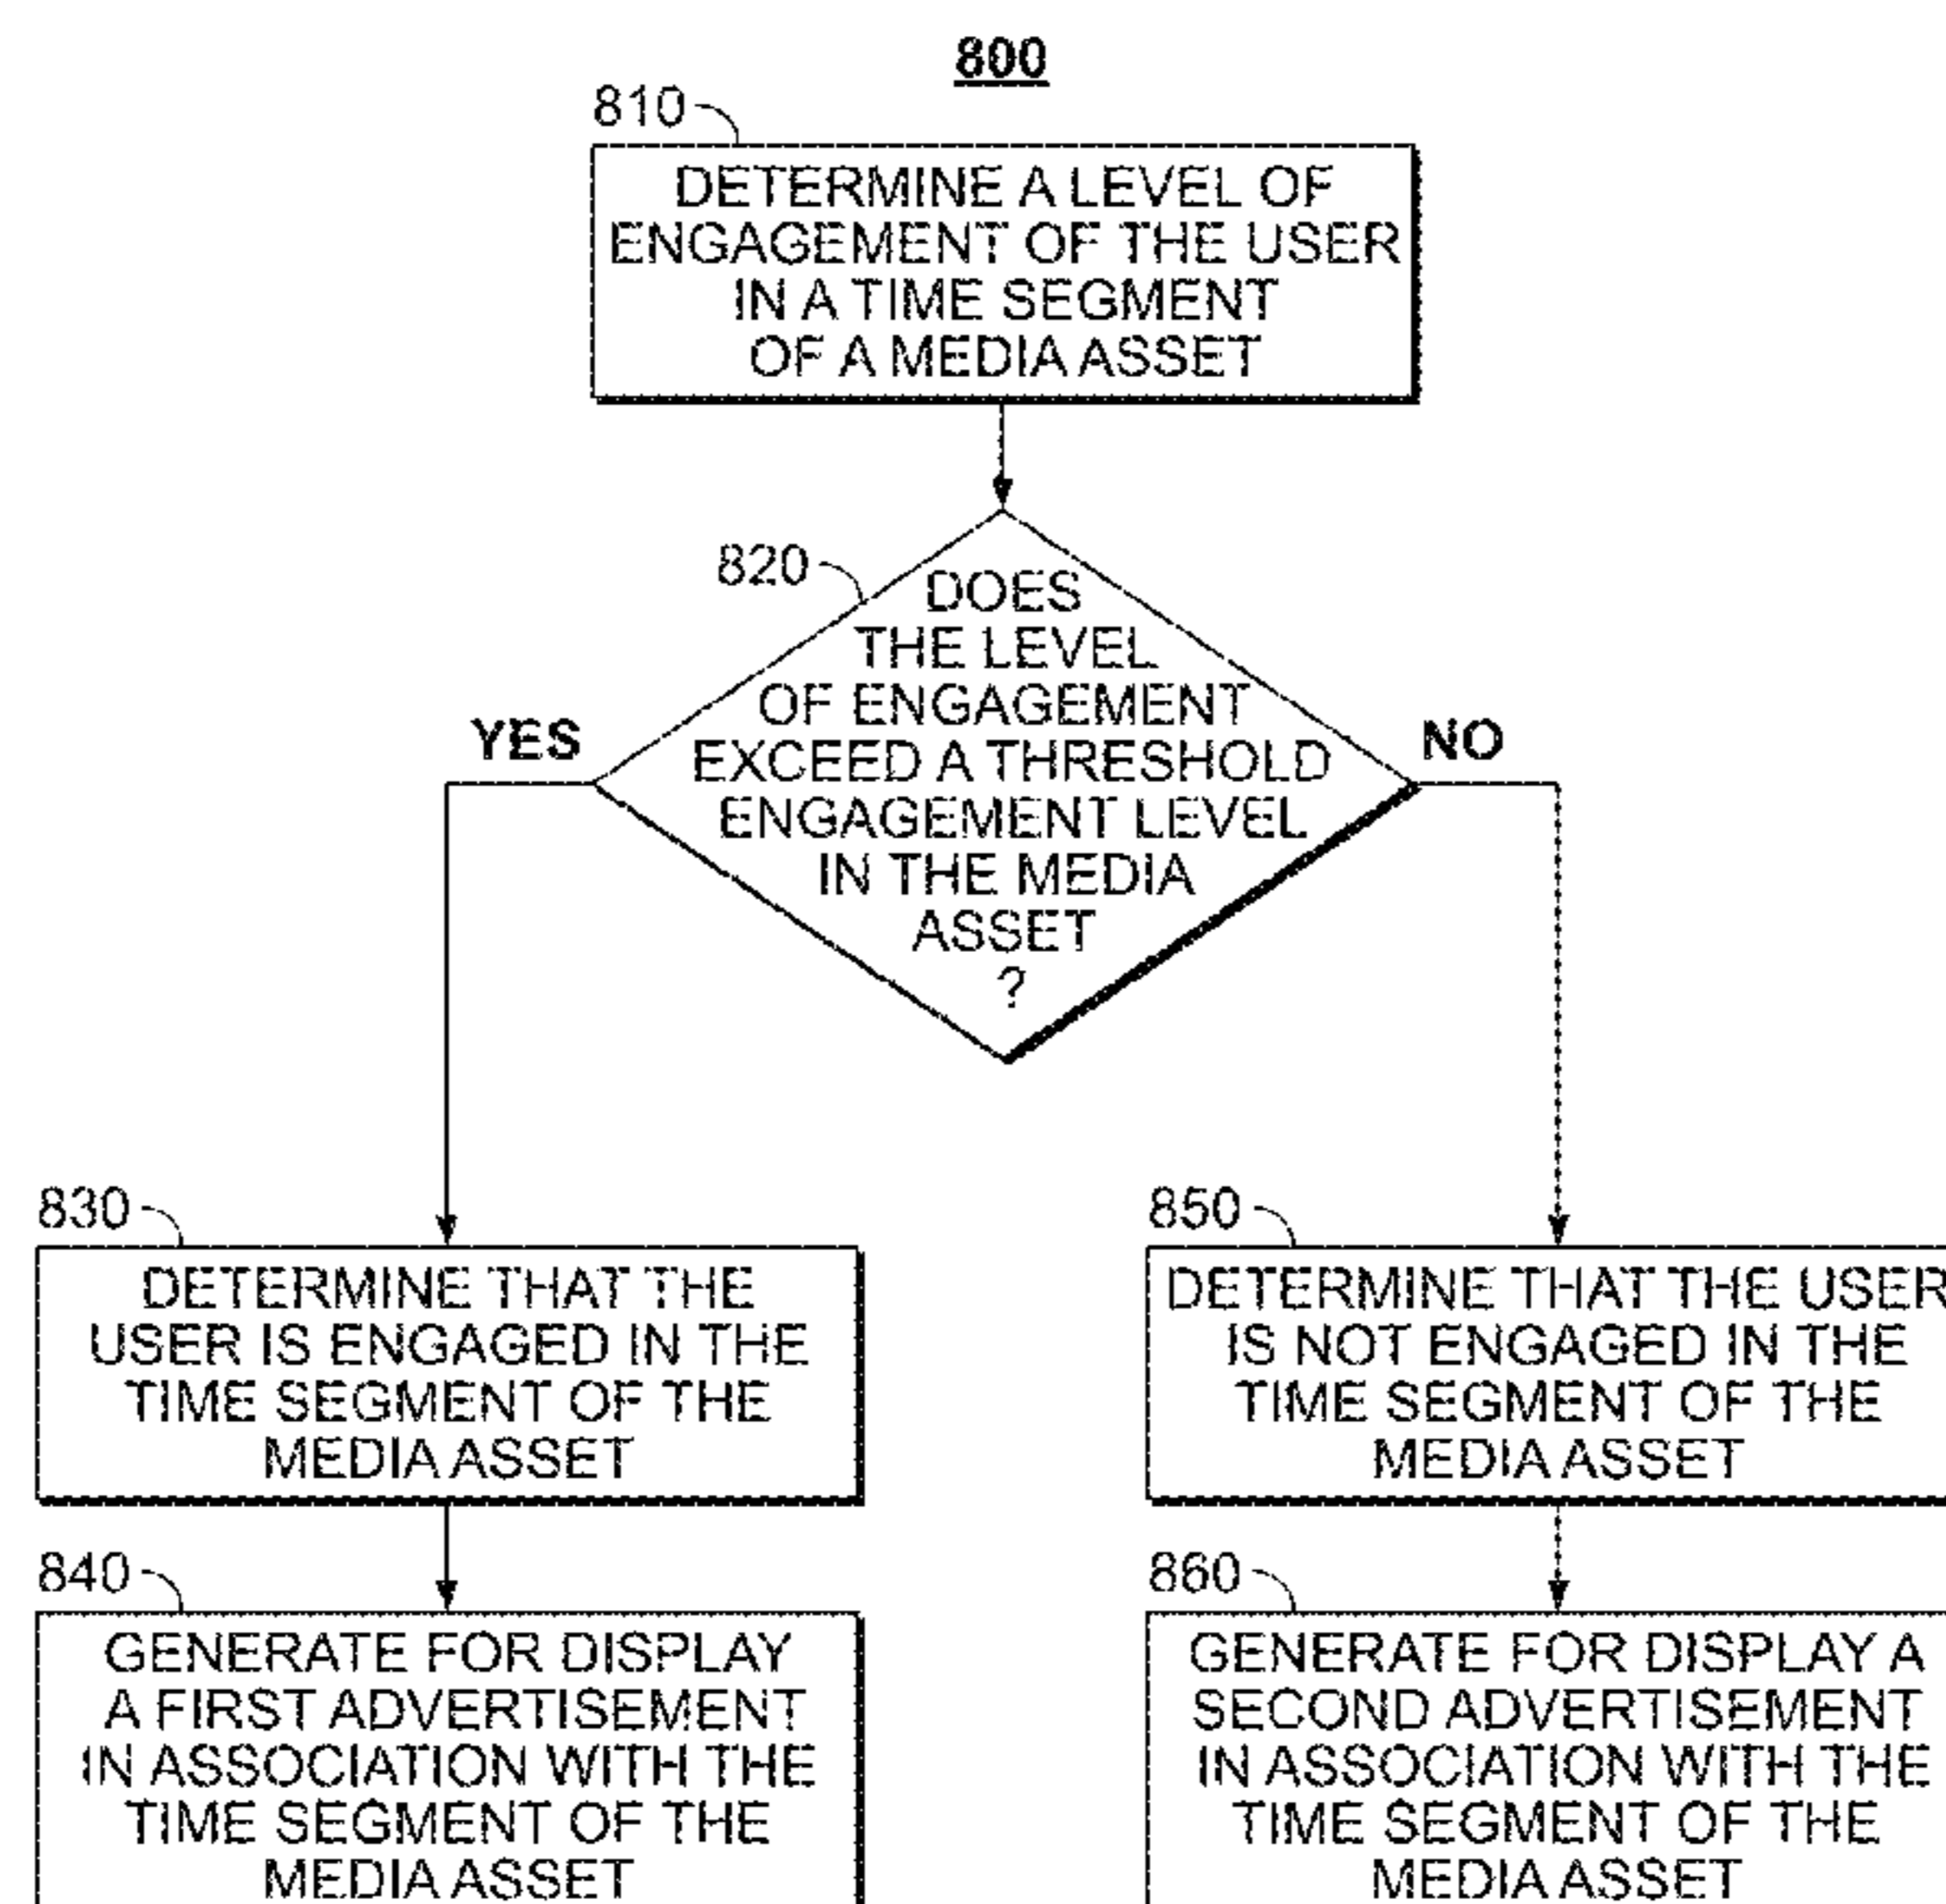 800
810
DETERMINE A LEVEL OF
ENGAGEMENT OF THE USER
IN A TIME SEGMENT
OF A MEDIA ASSET
820
DOES
THE LEVEL
OF ENGAGEMENT
EXCEED A THRESHOLD
ENGAGEMENT LEVEL
IN THE MEDIA
ASSET
?
YES
NO
830
DETERMINE THAT THE
USER IS ENGAGED IN THE
TIME SEGMENT OF THE
MEDIA ASSET
850
DETERMINE THAT THE USER
IS NOT ENGAGED IN THE
TIME SEGMENT OF THE
MEDIA ASSET
840
GENERATE FOR DISPLAY
A FIRST ADVERTISEMENT
IN ASSOCIATION WITH THE
TIME SEGMENT OF THE
MEDIA ASSET
860
GENERATE FOR DISPLAY A
SECOND ADVERTISEMENT
IN ASSOCIATION WITH THE
TIME SEGMENT OF THE
MEDIA ASSET